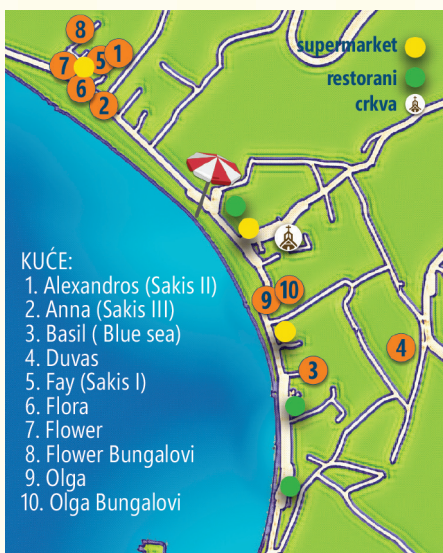 supermarket
restorani
crkva
8
7
5
1
6
2
9
10
3
4
KUĆE:
1. Alexandros (Sakis II)
2. Anna (Sakis III)
3. Basil ( Blue sea)
4. Duvas
5. Fay (Sakis I)
6. Flora
7. Flower
8. Flower Bungalovi
9. Olga
10. Olga Bungalovi